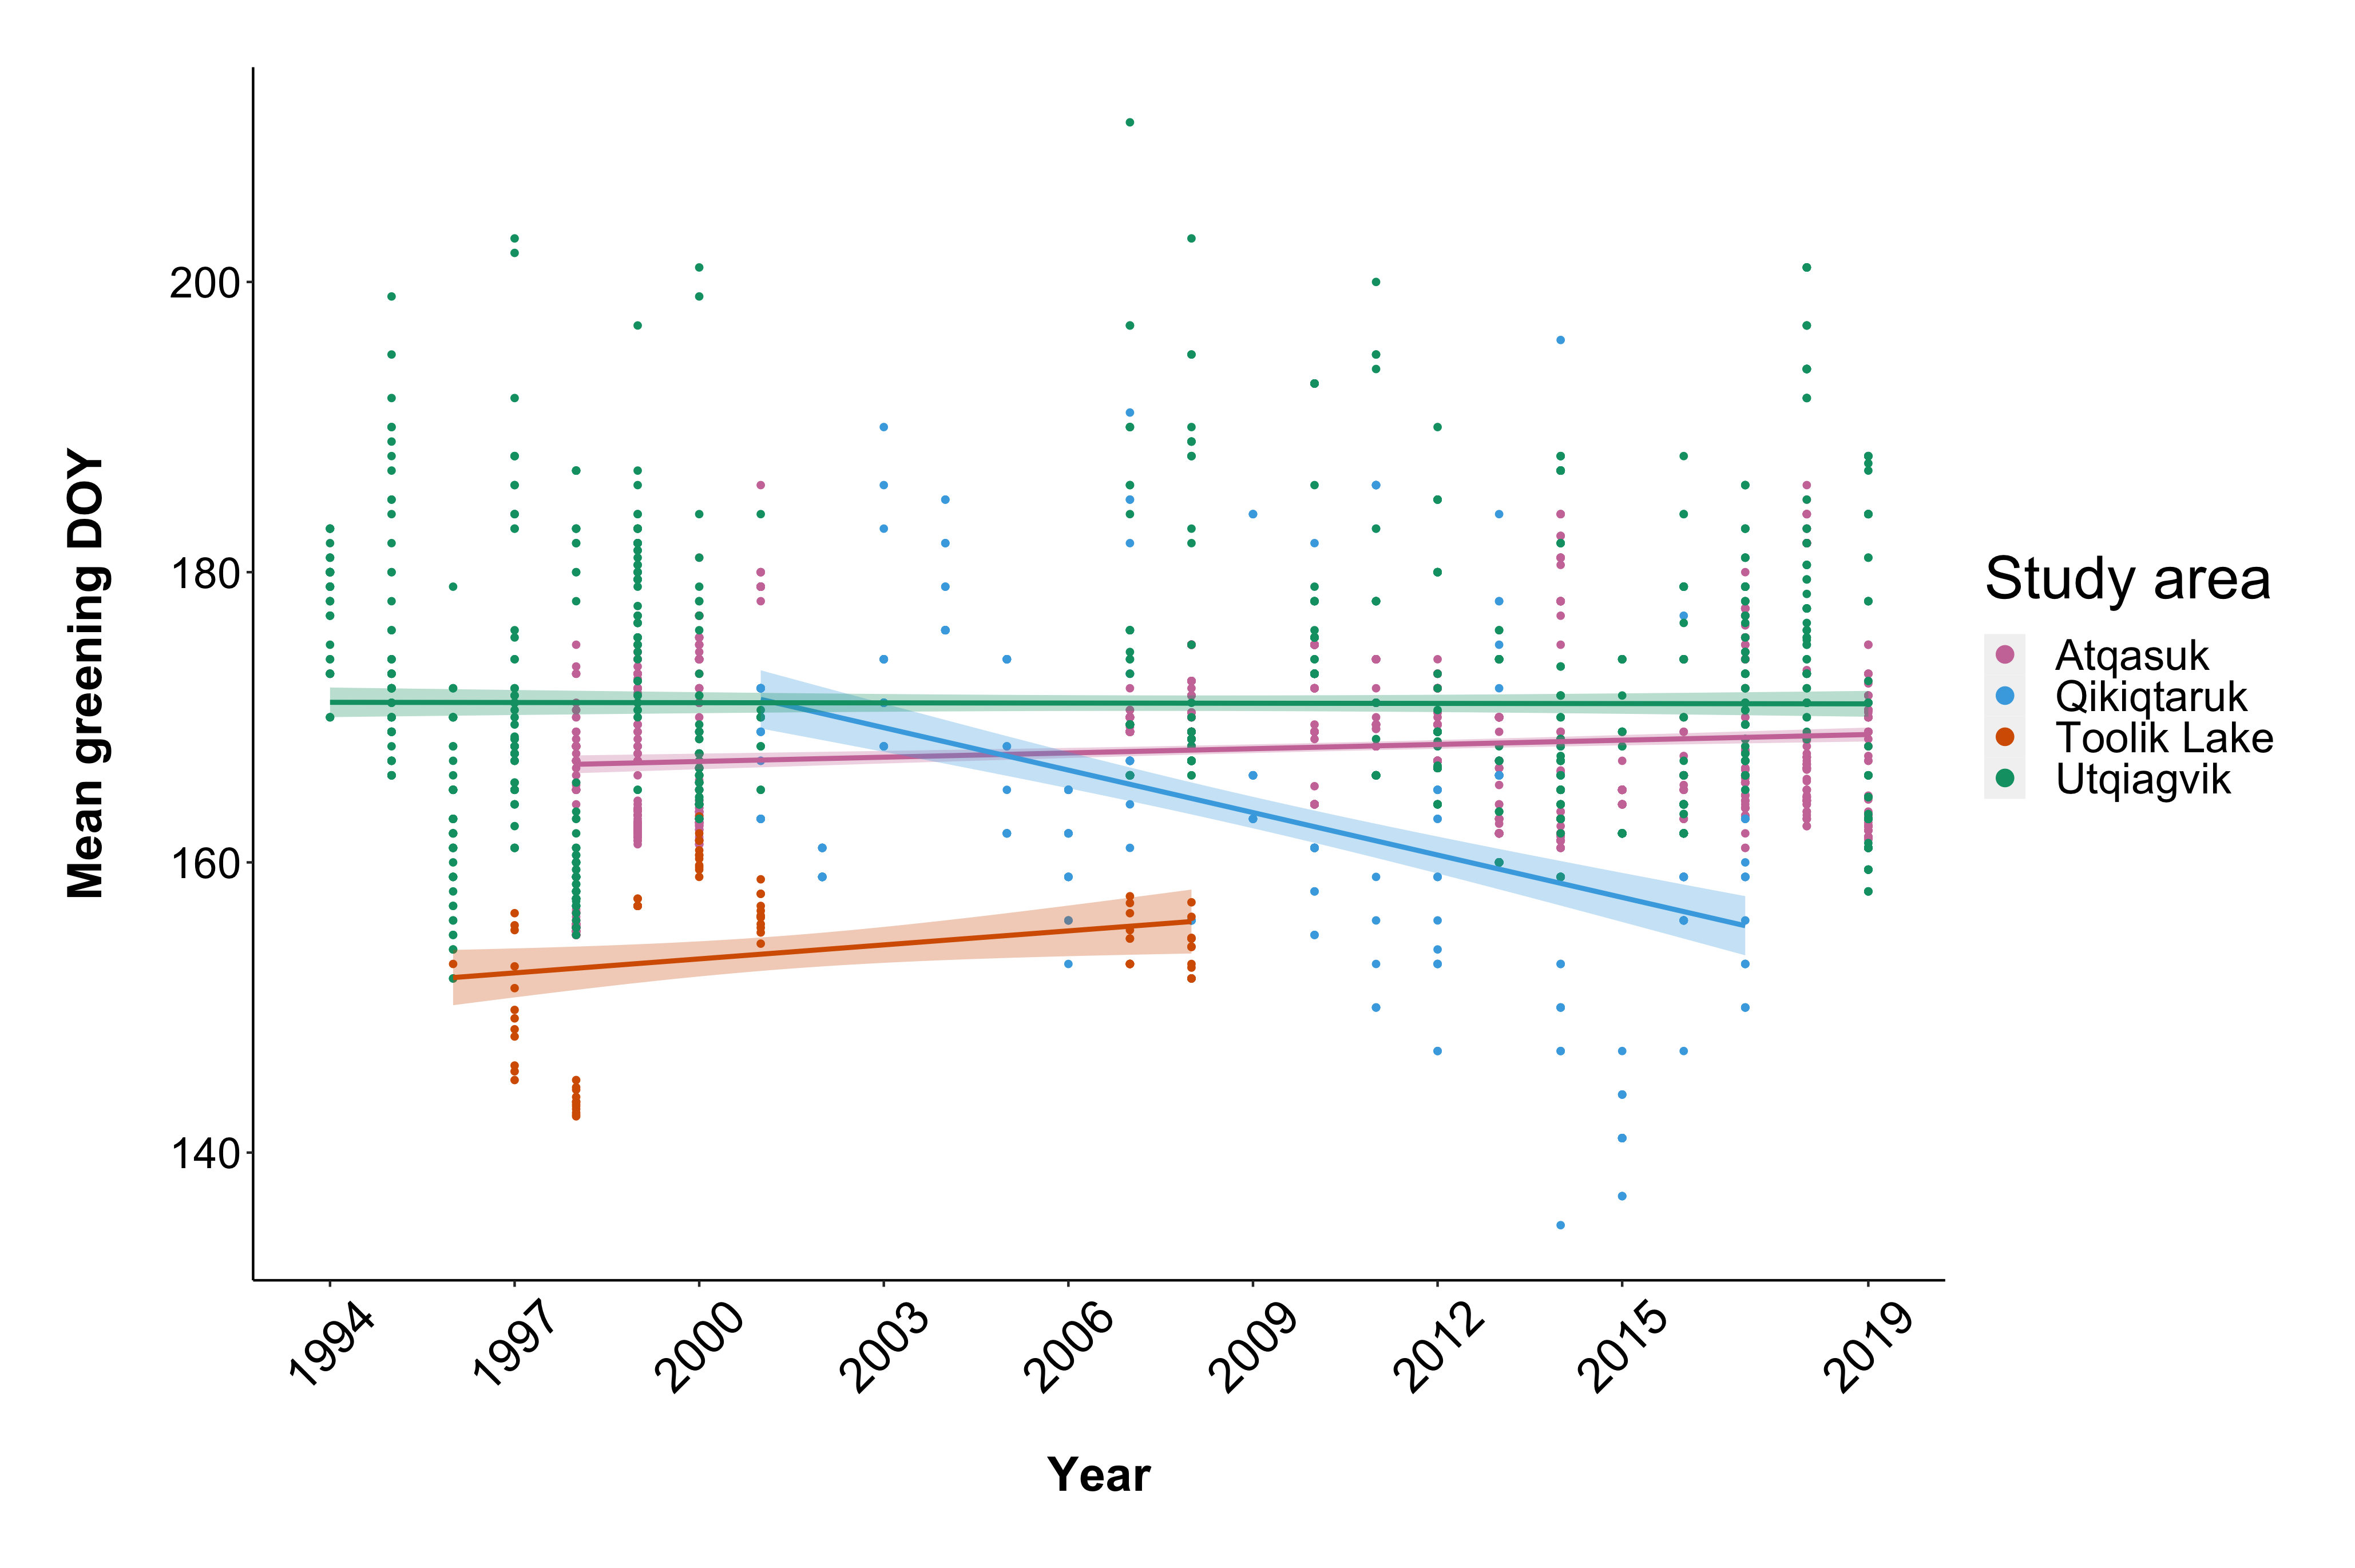 Mean greening DOY
200
180
160
140
1994
1997
2000
2003
2006
2009
2012
2015
2019
Year
Study area
Atqasuk
Qikiqtaruk
Toolik Lake
Utqiagvik